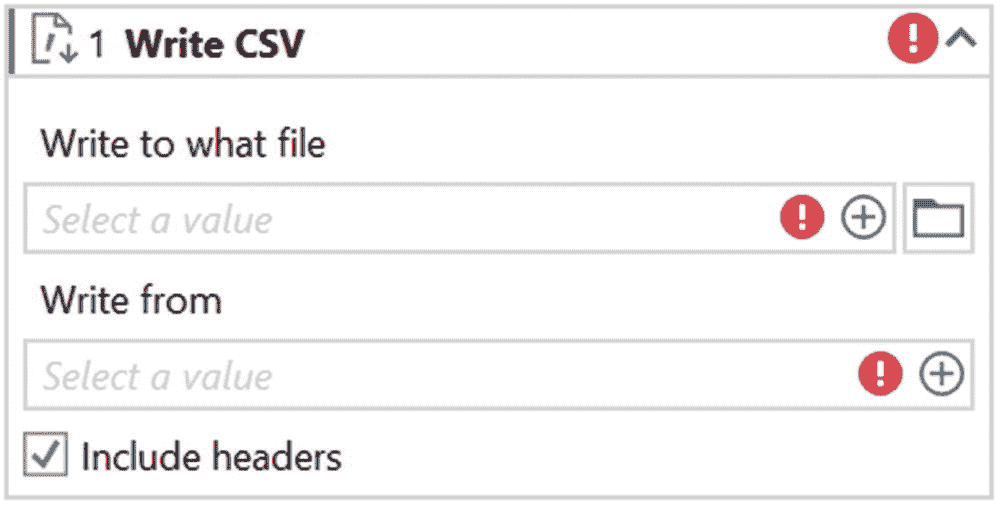 1 Write CSV
Write to what file
Select a value
Write from
Select a value
Include headers